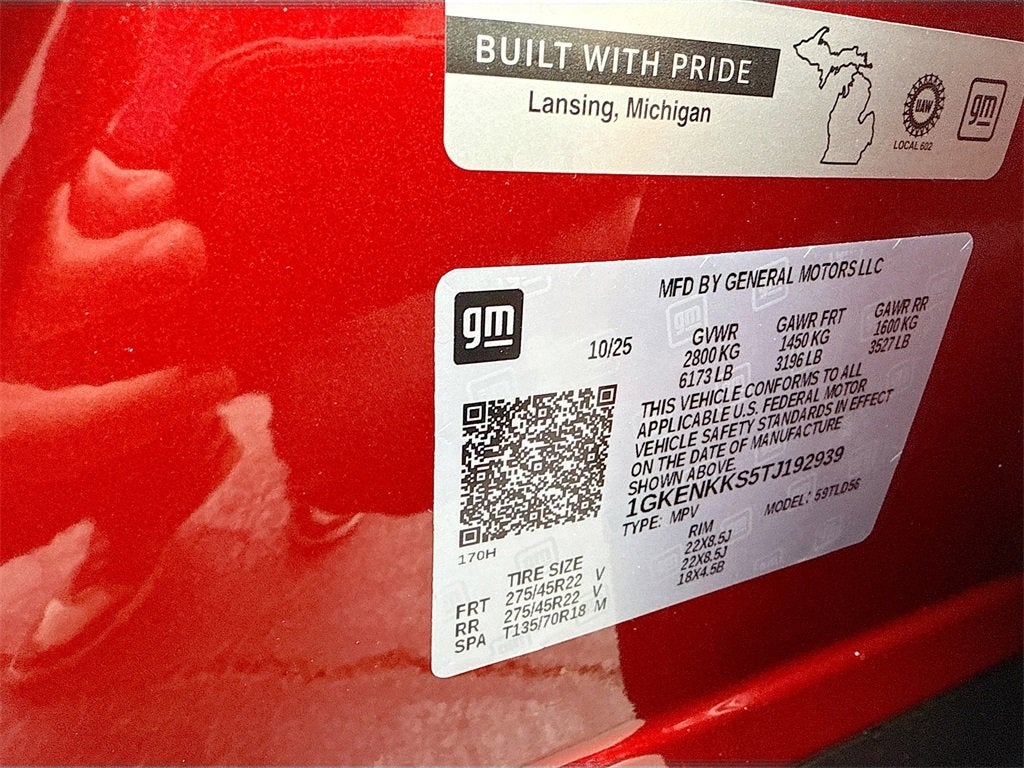 BUILT WITH PRIDE
Lansing, Michigan
UAW
LOCAL 602
gm
MFD BY GENERAL MOTORS LLC
gm
10/25
GVWR GAWR FRT GAWR RR
2800 KG 1450 KG 1600 KG
6173 LB 3196 LB 3527 LB
THIS VEHICLE CONFORMS TO ALL
APPLICABLE U.S. FEDERAL MOTOR
VEHICLE SAFETY STANDARDS IN EFFECT
ON THE DATE OF MANUFACTURE
SHOWN ABOVE.
1GKENKKS5TJ192939
TYPE: MPV MODEL: 59TLD56
170H
TIRE SIZE RIM
FRT 275/45R22 V 22X8.5J
RR 275/45R22 V 22X8.5J
SPA T135/70R18 M 18X4.5B